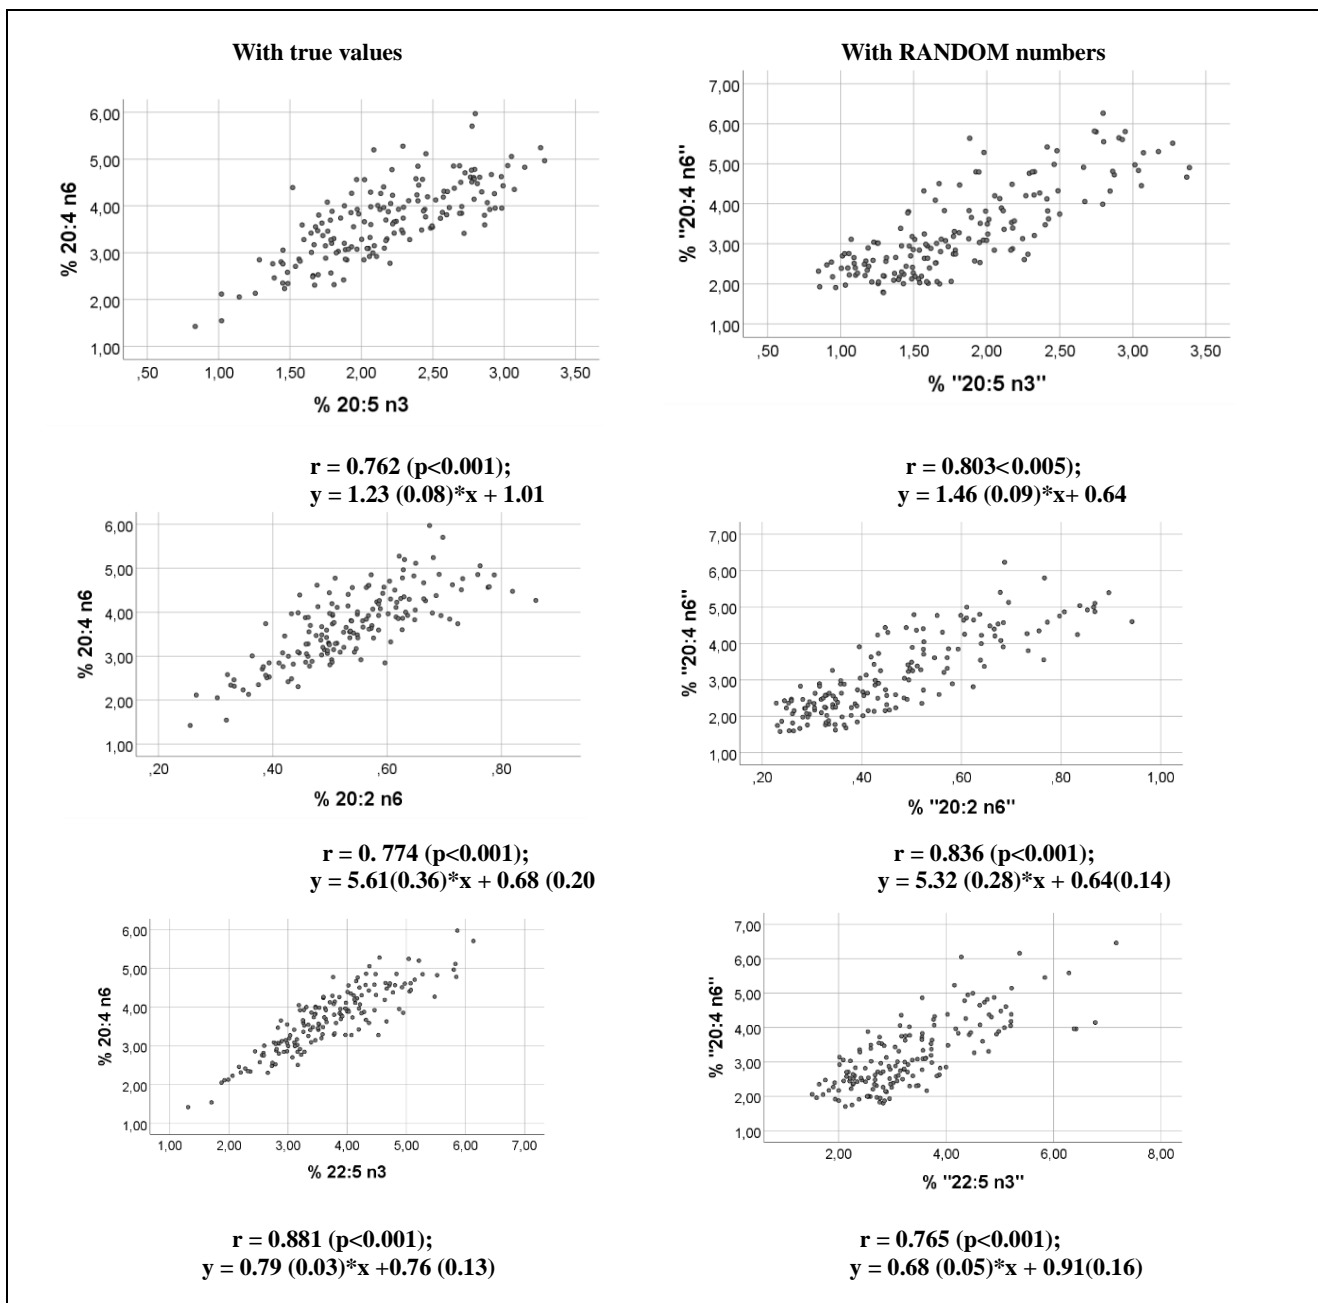 With true values
With RANDOM numbers
6,00
5,00
4,00
3,00
2,00
1,00
% 20:4 n6
,50 1,00 1,50 2,00 2,50 3,00 3,50
% 20:5 n3
7,00
6,00
5,00
4,00
3,00
2,00
1,00
% "20:4 n6"
,50 1,00 1,50 2,00 2,50 3,00 3,50
% "20:5 n3"
r = 0.762 (p<0.001);
y = 1.23 (0.08)*x + 1.01
r = 0.803<0.005);
y = 1.46 (0.09)*x+ 0.64
6,00
5,00
4,00
3,00
2,00
1,00
% 20:4 n6
,20 ,40 ,60 ,80
% 20:2 n6
7,00
6,00
5,00
4,00
3,00
2,00
1,00
% "20:4 n6"
,20 ,40 ,60 ,80 1,00
% "20:2 n6"
r = 0. 774 (p<0.001);
y = 5.61(0.36)*x + 0.68 (0.20
r = 0.836 (p<0.001);
y = 5.32 (0.28)*x + 0.64(0.14)
6,00
5,00
4,00
3,00
2,00
1,00
% 20:4 n6
1,00 2,00 3,00 4,00 5,00 6,00 7,00
% 22:5 n3
7,00
6,00
5,00
4,00
3,00
2,00
1,00
% "20:4 n6"
2,00 4,00 6,00 8,00
% "22:5 n3"
r = 0.881 (p<0.001);
y = 0.79 (0.03)*x +0.76 (0.13)
r = 0.765 (p<0.001);
y = 0.68 (0.05)*x + 0.91(0.16)